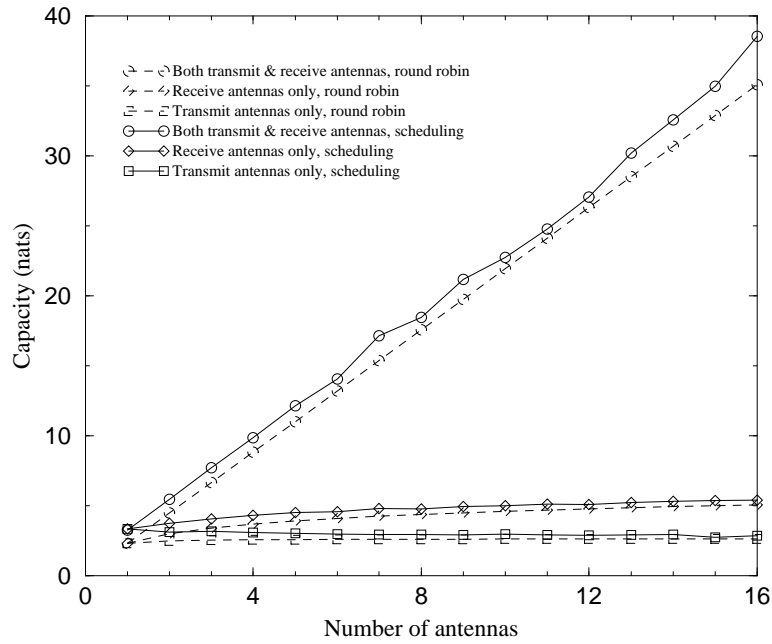 40
30
20
10
0
Capacity (nats)
Both transmit & receive antennas, round robin
Receive antennas only, round robin
Transmit antennas only, round robin
Both transmit & receive antennas, scheduling
Receive antennas only, scheduling
Transmit antennas only, scheduling
0 4 8 12 16
Number of antennas